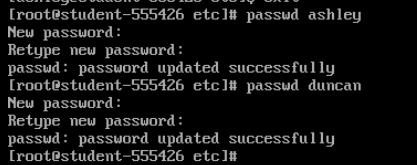 [root@student-555426 etc]# passwd ashley
New password:
Retype new password:
passwd: password updated successfully
[root@student-555426 etc]# passwd duncan
New password:
Retype new password:
passwd: password updated successfully
[root@student-555426 etc]#